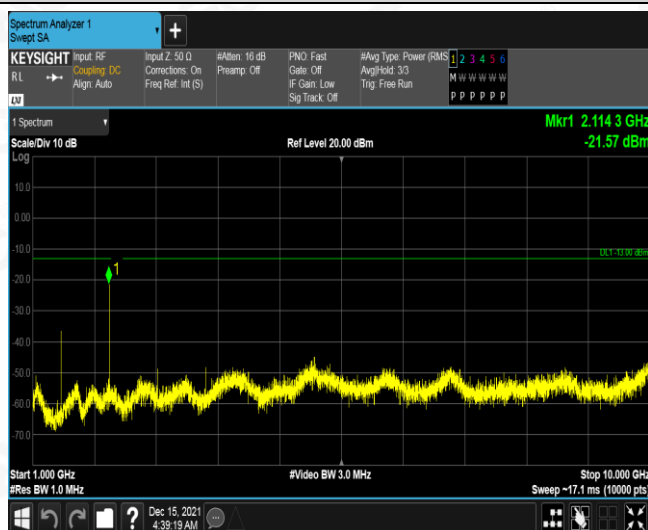 Spectrum Analyzer 1
Swept SA
+
KEYSIGHT
RL
Input: RF
Coupling: DC
Align: Auto
Input Z: 50 Ω
Corrections: On
Freq Ref: Int (S)
#Atten: 16 dB
Preamp: Off
PNO: Fast
Gate: Off
IF Gain: Low
Sig Track: Off
#Avg Type: Power (RMS
Avg|Hold: 3/3
Trig: Free Run
1 2 3 4 5 6
M W W W W W
P P P P P P
LXI
1 Spectrum
Mkr1 2.114 3 GHz
-21.57 dBm
Scale/Div 10 dB
Ref Level 20.00 dBm
Log
10.0
0.00
-10.0
DL1 -13.00 dBm
1
-20.0
-30.0
-40.0
-50.0
-60.0
-70.0
Start 1.000 GHz
#Video BW 3.0 MHz
Stop 10.000 GHz
#Res BW 1.0 MHz
Sweep ~17.1 ms (10000 pts)
?
Dec 15, 2021
4:39:19 AM